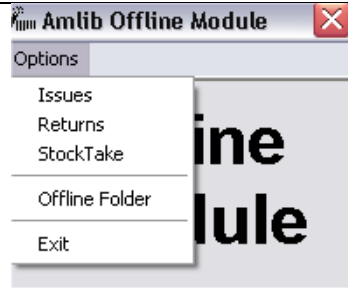 Amlib Offline Module
Options
Issues
Returns
StockTake
Offline Folder
Exit
ine
lule